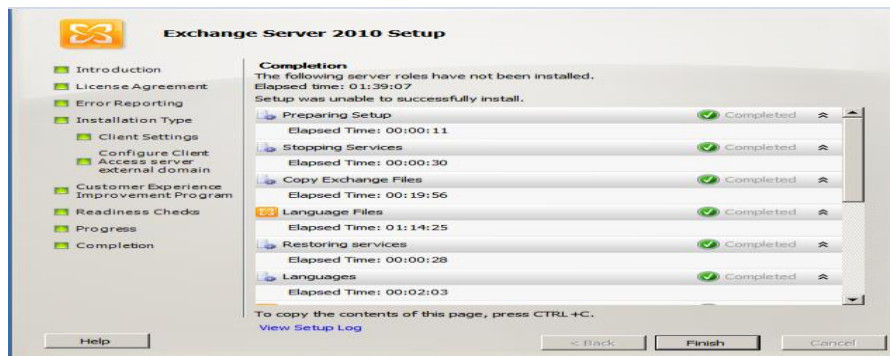 Exchange Server 2010 Setup
Introduction
License Agreement
Error Reporting
Installation Type
Client Settings
Configure Client
Access server
external domain
Customer Experience
Improvement Program
Readiness Checks
Progress
Completion
Completion
The following server roles have not been installed.
Elapsed time: 01:39:07
Setup was unable to successfully install.
Preparing Setup Completed
Elapsed Time: 00:00:11
Stopping Services Completed
Elapsed Time: 00:00:30
Copy Exchange Files Completed
Elapsed Time: 00:19:56
Language Files Completed
Elapsed Time: 01:14:25
Restoring services Completed
Elapsed Time: 00:00:28
Languages Completed
Elapsed Time: 00:02:03
To copy the contents of this page, press CTRL+C.
View Setup Log
Help < Back Finish Cancel